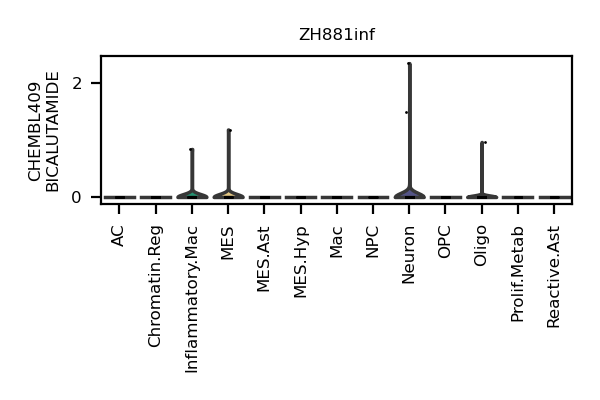 ZH881inf
CHEMBL409
BICALUTAMIDE
2
0
AC
Chromatin.Reg
Inflammatory.Mac
MES
MES.Ast
MES.Hyp
Mac
NPC
Neuron
OPC
Oligo
Prolif.Metab
Reactive.Ast